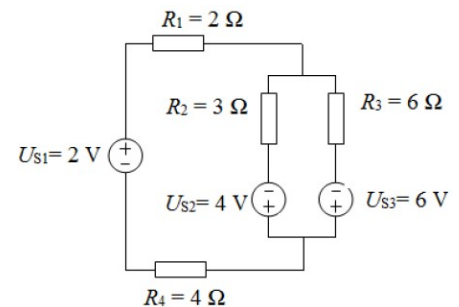 R1 = 2 Ω
R2 = 3 Ω
R3 = 6 Ω
US1= 2 V
+
−
US2= 4 V
−
+
−
+
US3= 6 V
R4 = 4 Ω